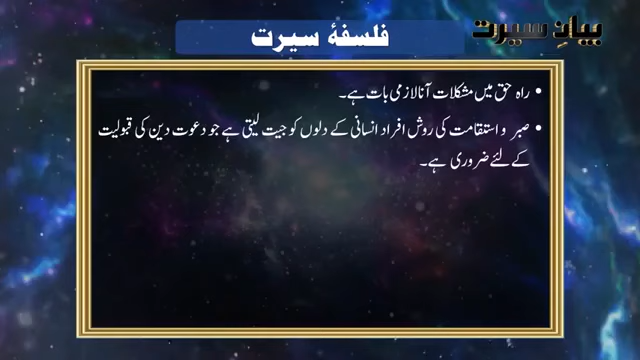 بیانِ سیرت
فلسفۂ سیرت
• راہ حق میں مشکلات آنا لازمی بات ہے۔
• صبر و استقامت کی روش افراد انسانی کے دلوں کو جیت لیتی ہے جو دعوت دین کی قبولیت
کے لئے ضروری ہے۔